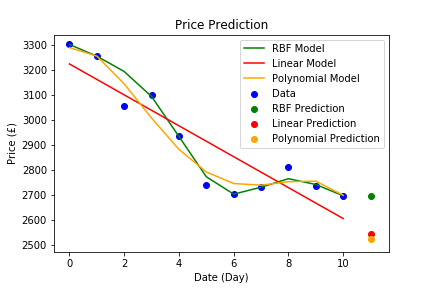 Price Prediction
3300
3200
3100
3000
2900
2800
2700
2600
2500
Price (£)
RBF Model
Linear Model
Polynomial Model
Data
RBF Prediction
Linear Prediction
Polynomial Prediction
0 2 4 6 8 10
Date (Day)